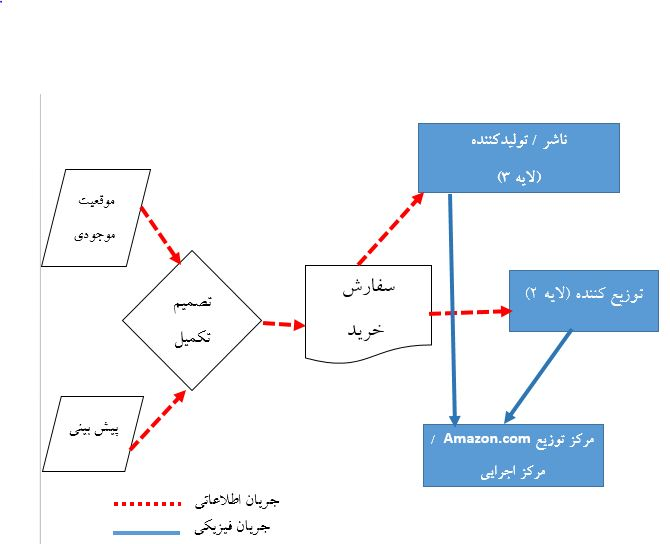 ناشر / تولیدکننده
(لایه ۳)
موقعیت
موجودی
تصمیم
تکمیل
سفارش
خرید
توزیع کننده (لایه ۲)
پیش بینی
مرکز توزیع Amazon.com /
مرکز اجرایی
جریان اطلاعاتی
جریان فیزیکی